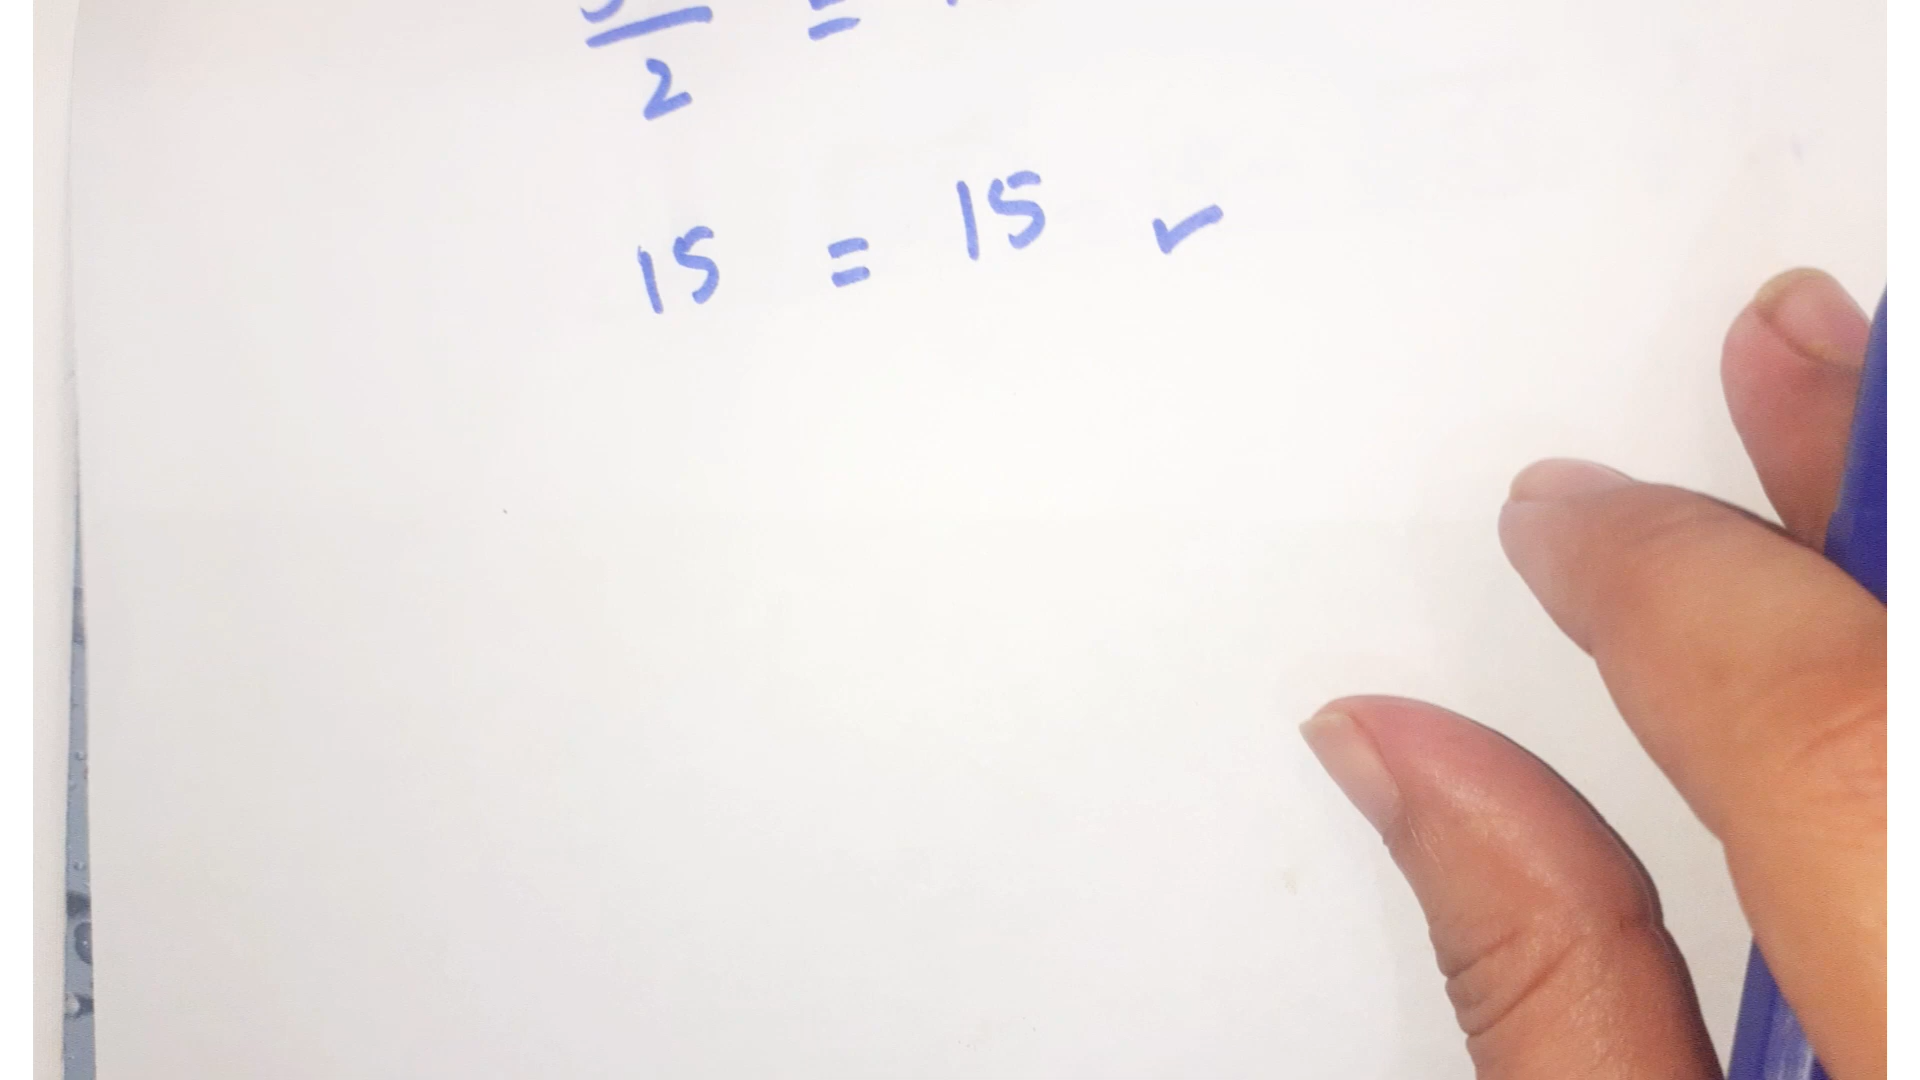 2 =
15 = 15 ✓